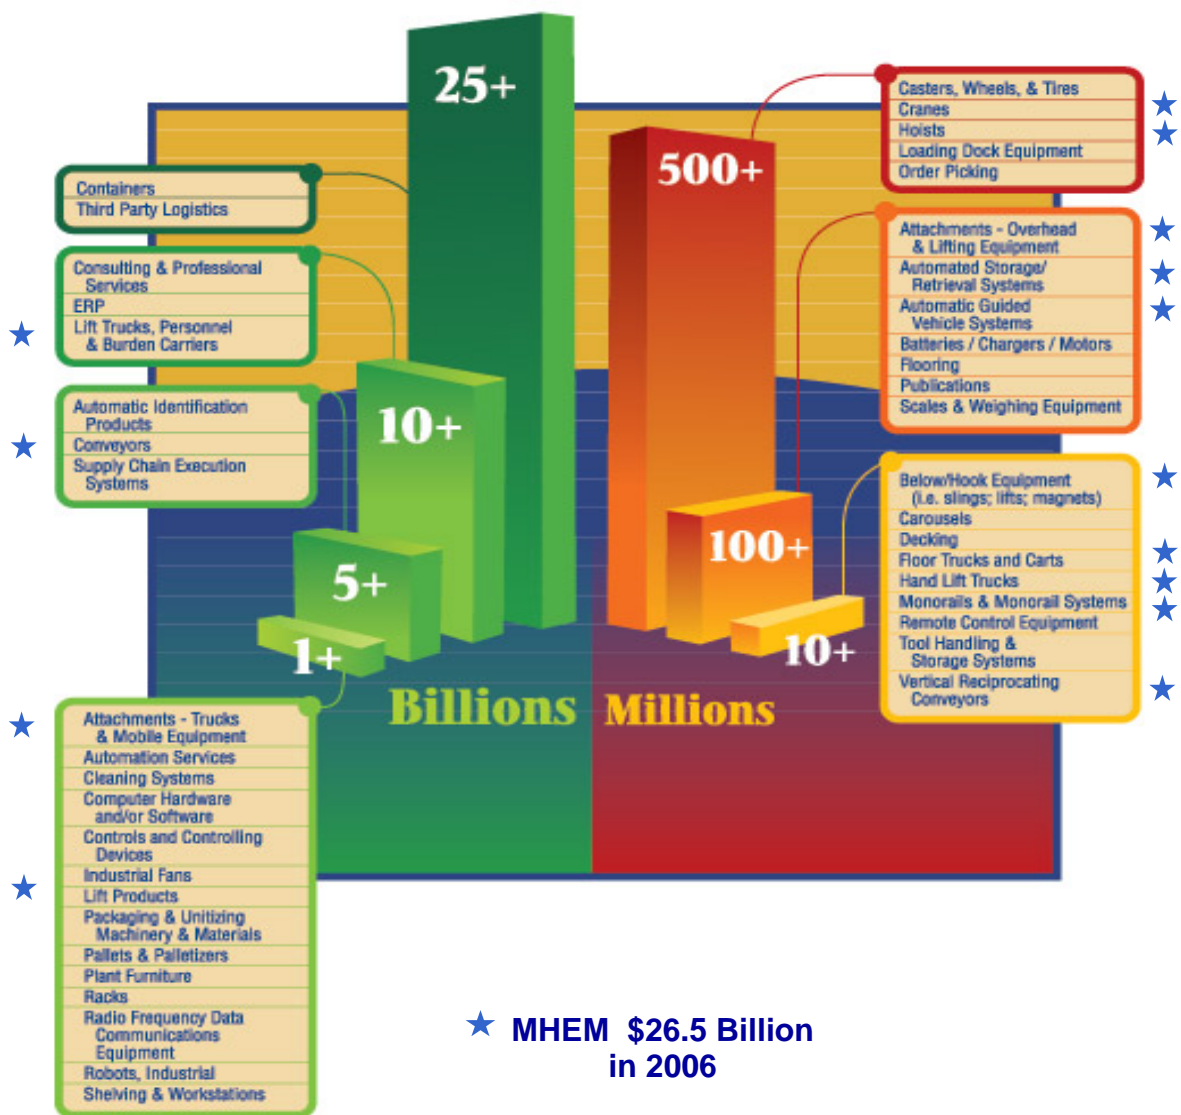 25+
Containers
Third Party Logistics
Consulting & Professional
Services
ERP
Lift Trucks, Personnel
& Burden Carriers
10+
Automatic Identification
Products
Conveyors
Supply Chain Execution
Systems
5+
1+
Billions
Attachments - Trucks
& Mobile Equipment
Automation Services
Cleaning Systems
Computer Hardware
and/or Software
Controls and Controlling
Devices
Industrial Fans
Lift Products
Packaging & Unitizing
Machinery & Materials
Pallets & Palletizers
Plant Furniture
Racks
Radio Frequency Data
Communications
Equipment
Robots, Industrial
Shelving & Workstations
500+
Casters, Wheels, & Tires
Cranes
Hoists
Loading Dock Equipment
Order Picking
Attachments - Overhead
& Lifting Equipment
Automated Storage/
Retrieval Systems
Automatic Guided
Vehicle Systems
Batteries / Chargers / Motors
Flooring
Publications
Scales & Weighing Equipment
100+
Below/Hook Equipment
(i.e. slings; lifts; magnets)
Carousels
Decking
Floor Trucks and Carts
Hand Lift Trucks
Monorails & Monorail Systems
Remote Control Equipment
Tool Handling &
Storage Systems
Vertical Reciprocating
Conveyors
10+
Millions
MHEM $26.5 Billion
in 2006